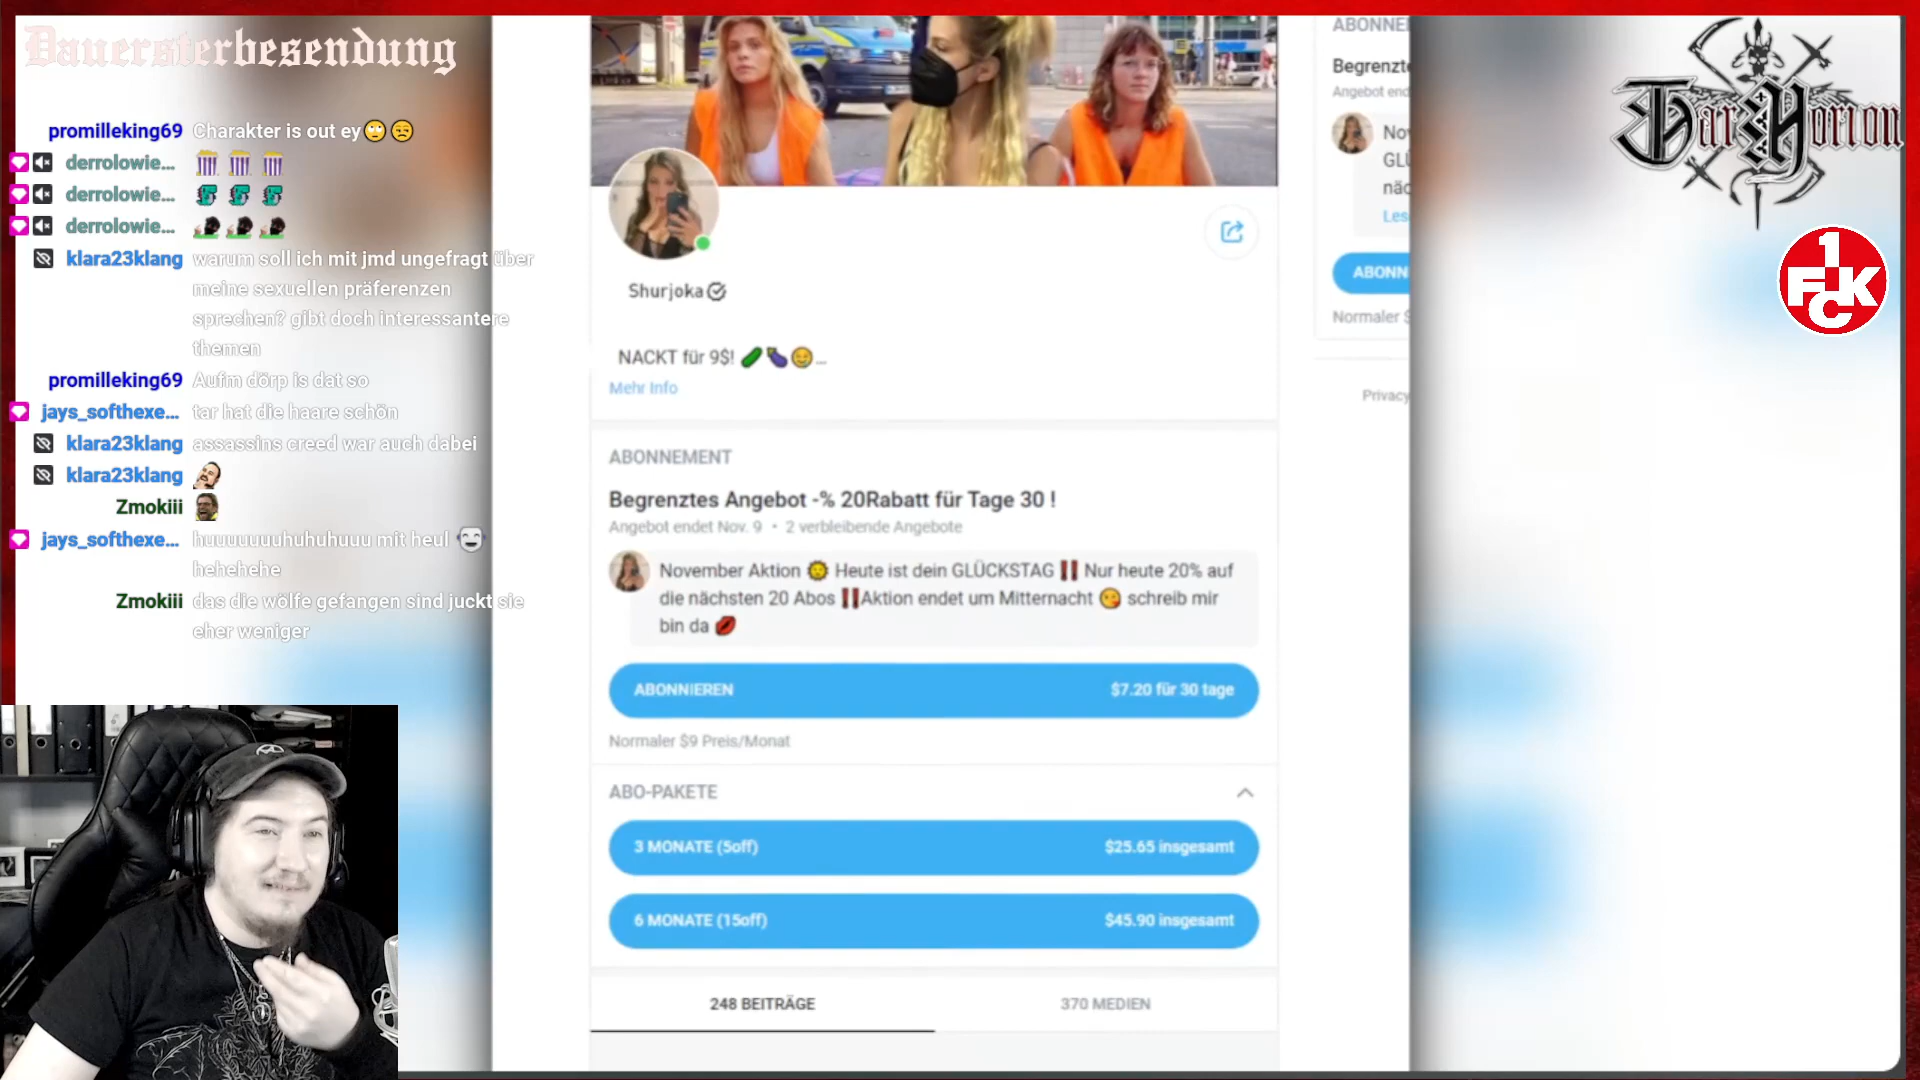 Dauersterbesendung
promilleking69 Charakter is out ey🙄😒
derrolowie...
derrolowie...
derrolowie...
klara23klang warum soll ich mit jmd ungefragt über
meine sexuellen präferenzen
sprechen? gibt doch interessantere
themen
promilleking69 Aufm dörp is dat so
jays_softhexe... tar hat die haare schön
klara23klang assassins creed war auch dabei
klara23klang
Zmokiii
jays_softhexe... huuuuuuuhuhuhuuu mit heul
hehehehe
Zmokiii das die wölfe gefangen sind juckt sie
eher weniger
Shurjoka
NACKT für 9$! 🥒🍆😏...
Mehr Info
ABONNEMENT
Begrenztes Angebot -% 20Rabatt für Tage 30 !
Angebot endet Nov. 9 • 2 verbleibende Angebote
November Aktion 🌞 Heute ist dein GLÜCKSTAG ‼️ Nur heute 20% auf
die nächsten 20 Abos ‼️Aktion endet um Mitternacht 😘 schreib mir
bin da 💋
ABONNIEREN $7.20 für 30 tage
Normaler $9 Preis/Monat
ABO-PAKETE
3 MONATE (5off) $25.65 insgesamt
6 MONATE (15off) $45.90 insgesamt
248 BEITRÄGE 370 MEDIEN
ABONNE
Begrenzte
Angebot end
Nov
GLÜ
näc
Les
ABONN
Normaler $
Privacy
Tar Horion
1
FCK